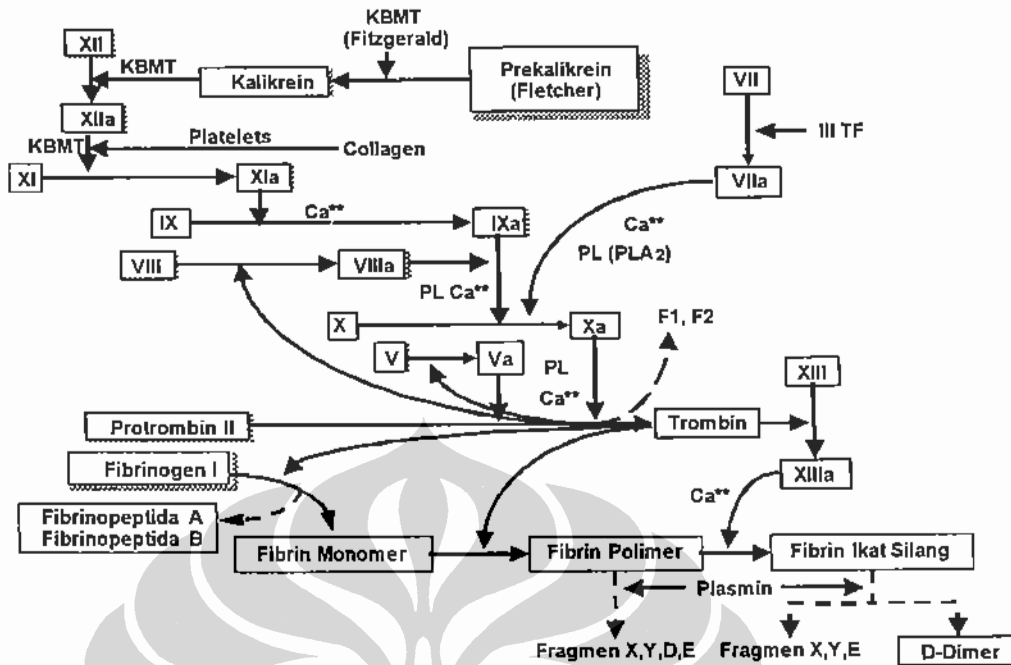 KBMT
(Fitzgerald)
XII
KBMT
Kalikrein
Prekalikrein
(Fletcher)
VII
XIIa
III TF
KBMT
Platelets
Collagen
XI
XIa
VIIa
IX
Ca++
IXa
Ca++
PL (PLA2)
VIII
VIIIa
PL Ca++
X
Xa
F1, F2
V
Va
PL
XIII
Ca++
Protrombin II
Trombin
Fibrinogen I
XIIIa
Ca++
Fibrinopeptida A
Fibrinopeptida B
Fibrin Monomer
Fibrin Polimer
Fibrin Ikat Silang
Plasmin
Fragmen X,Y,D,E
Fragmen X,Y,E
D-Dimer